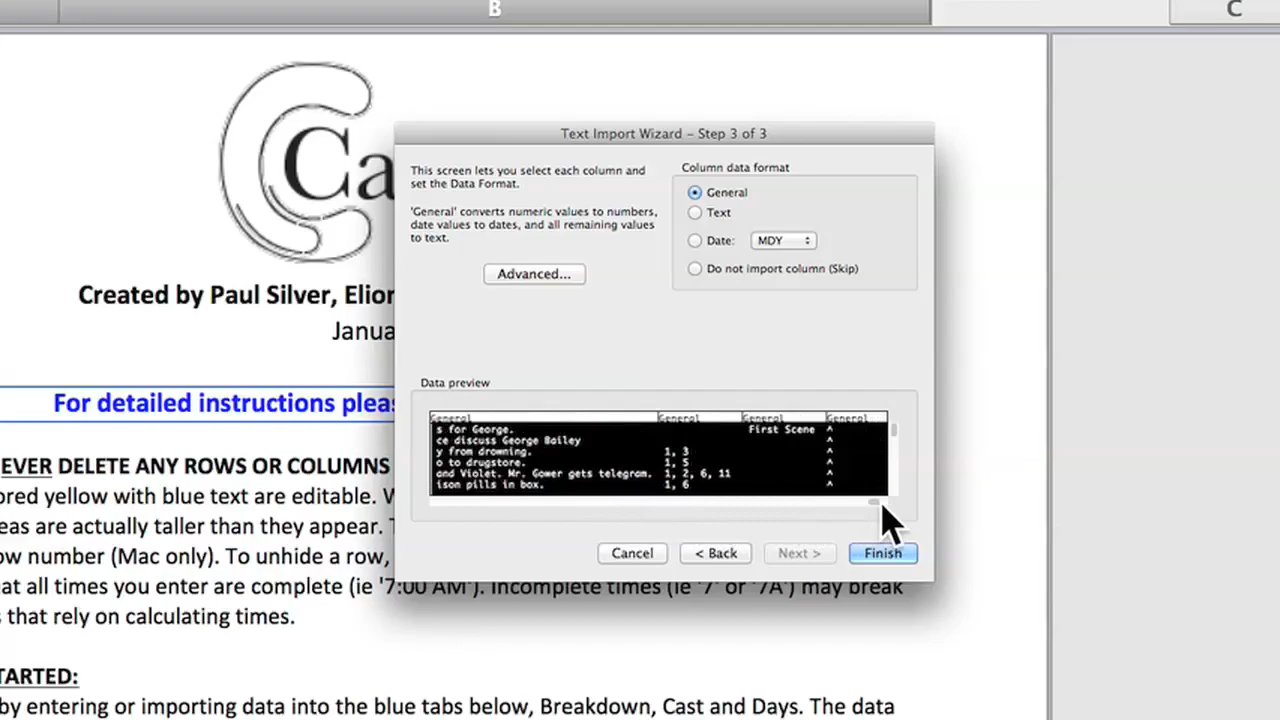 B
C
Ca
Created by Paul Silver, Elior
Janua
For detailed instructions pleas
EVER DELETE ANY ROWS OR COLUMNS
ored yellow with blue text are editable. W
eas are actually taller than they appear. T
ow number (Mac only). To unhide a row,
at all times you enter are complete (ie '7:00 AM'). Incomplete times (ie '7' or '7A') may break
s that rely on calculating times.
TARTED:
by entering or importing data into the blue tabs below, Breakdown, Cast and Days. The data
Text Import Wizard – Step 3 of 3
This screen lets you select each column and
set the Data Format.
'General' converts numeric values to numbers,
date values to dates, and all remaining values
to text.
Advanced...
Column data format
General
Text
Date: MDY
Do not import column (Skip)
Data preview
General General General General
s for George. First Scene ^
ce discuss George Bailey ^
y from drowning. 1, 3 ^
o to drugstore. 1, 5 ^
and Violet. Mr. Gower gets telegram. 1, 2, 6, 11 ^
ison pills in box. 1, 6 ^
Cancel < Back Next > Finish